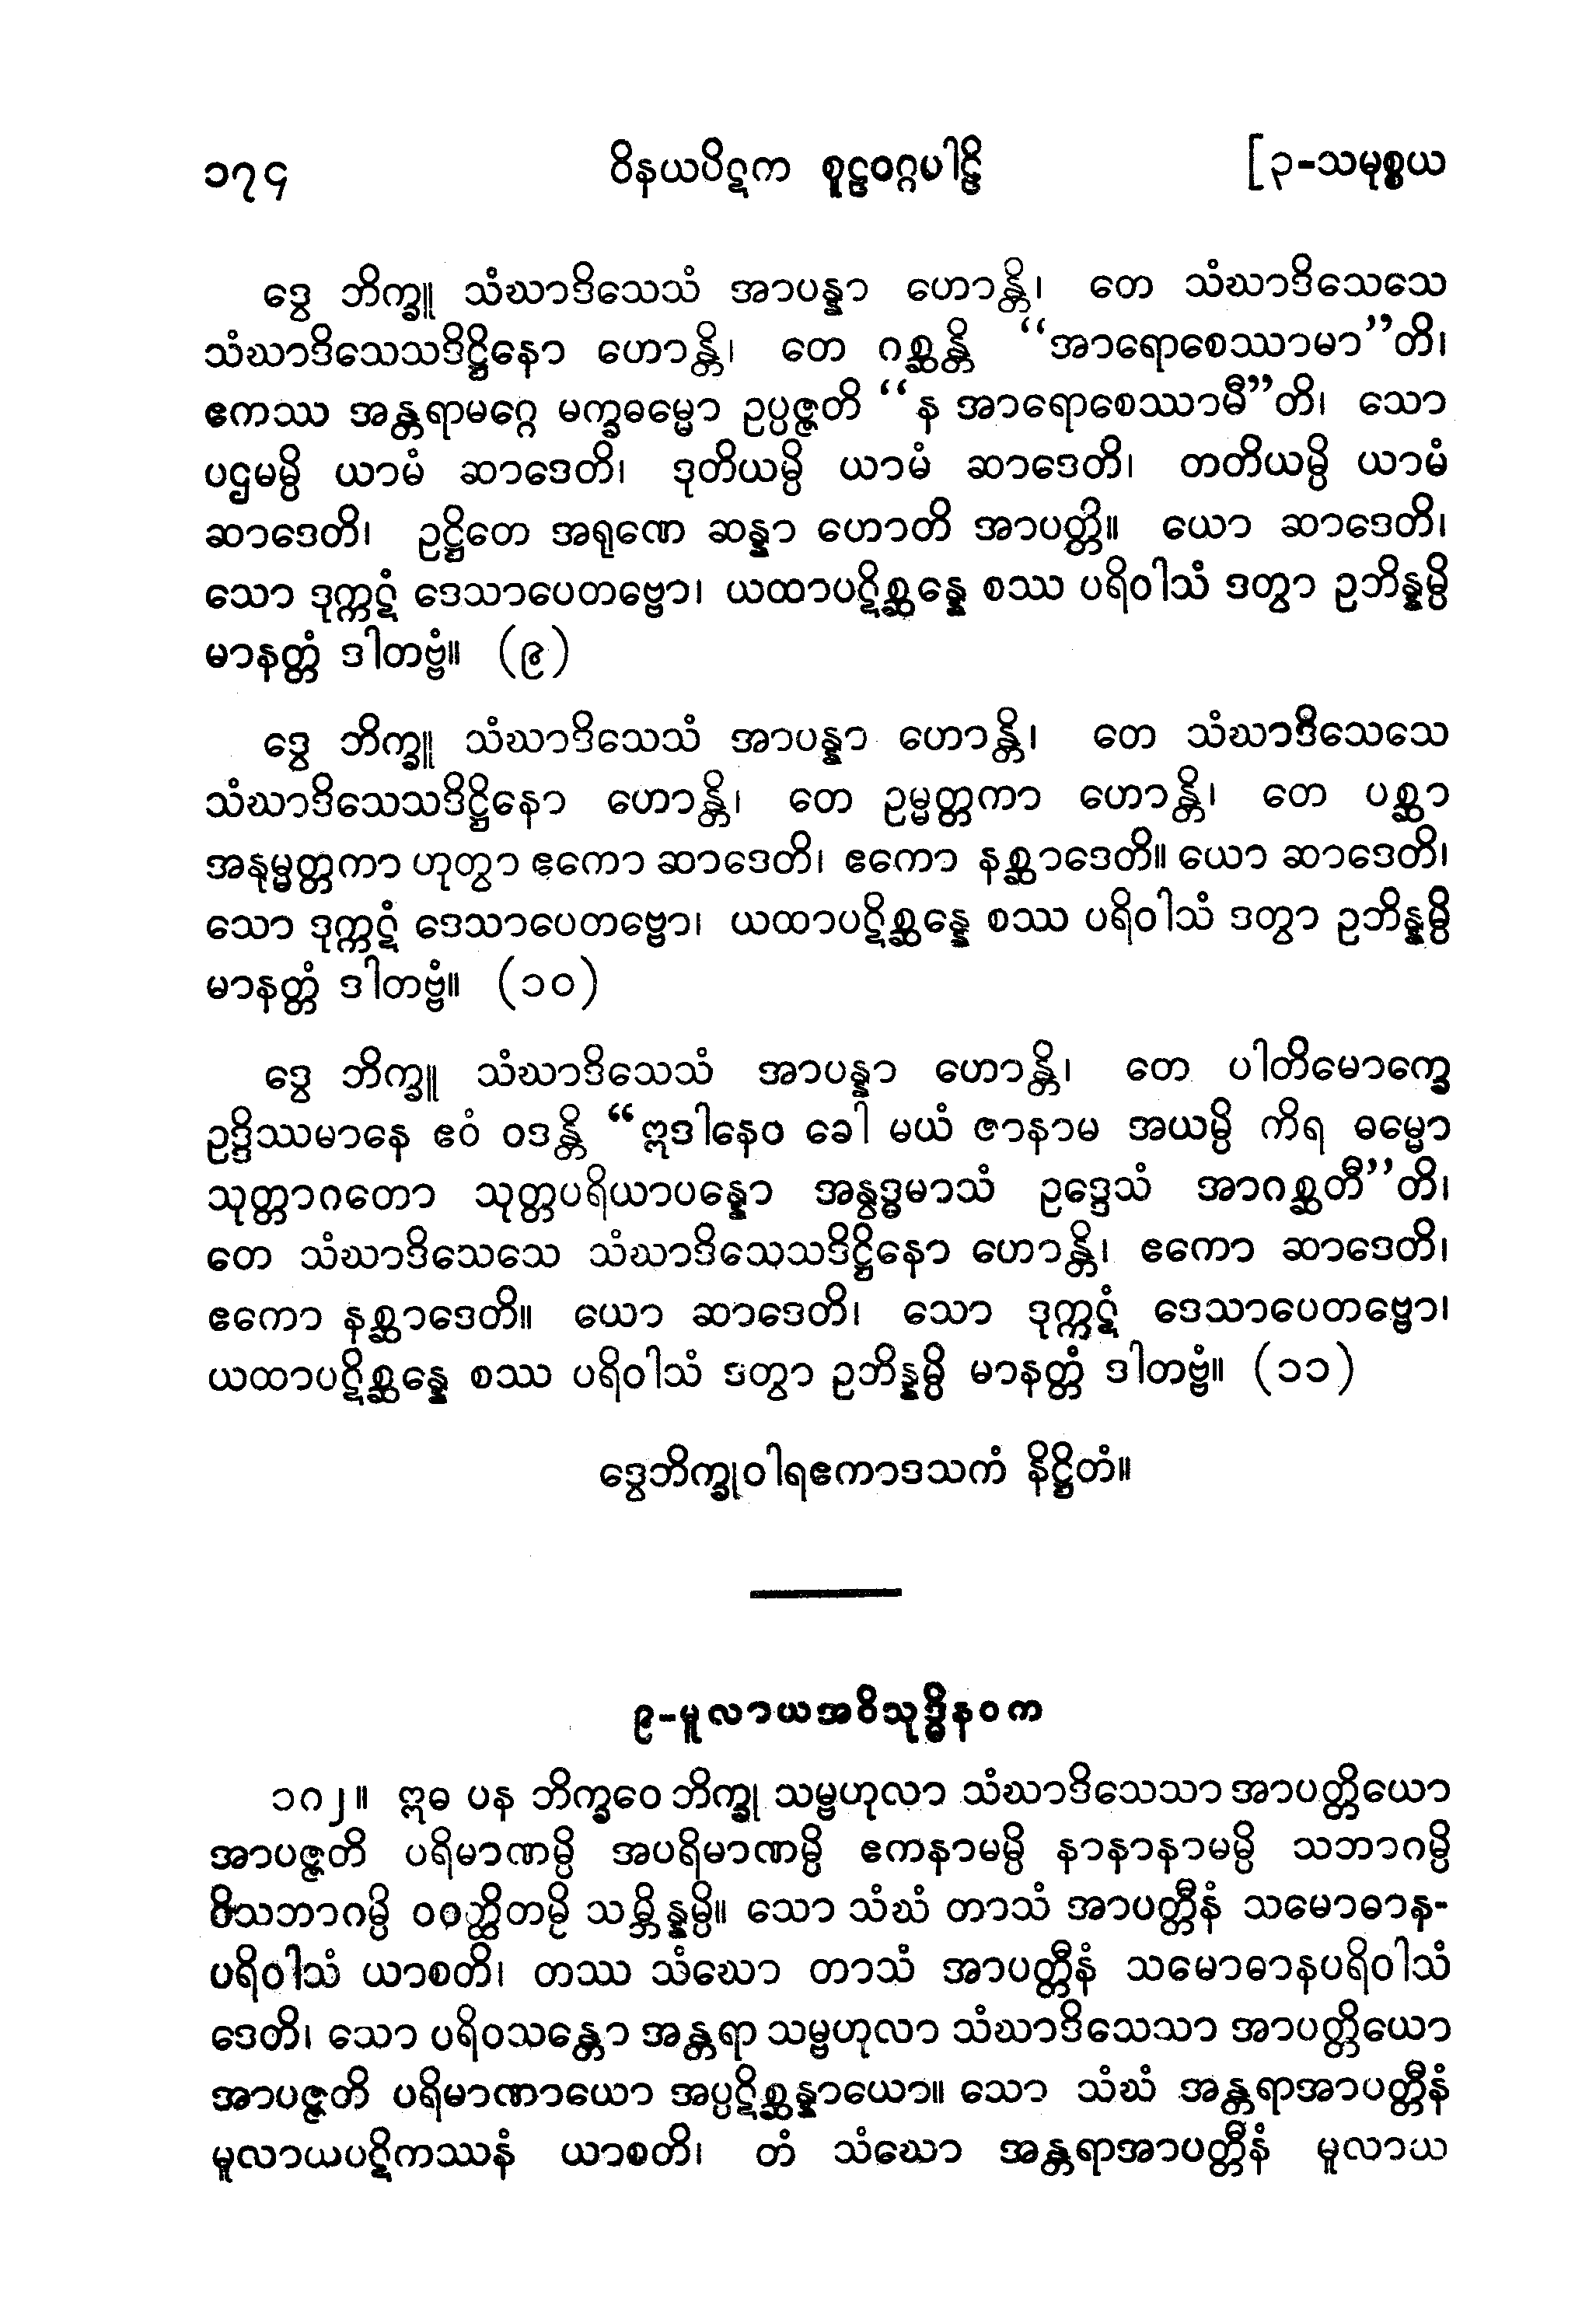 ၁၇၄ ဝိနယပိဋက စူဠဝဂ္ဂပါဠိ [၃-သမုစ္စယ
ဒွေ ဘိက္ခူ သံဃာဒိသေသံ အာပန္နာ ဟောန္တိ၊ တေ သံဃာဒိသေသေ
သံဃာဒိသေသဒိဋ္ဌိနော ဟောန္တိ၊ တေ ဂစ္ဆန္တိ “အာရောစေဿာမာ”တိ၊
ဧကဿ အန္တရာမဂ္ဂေ မက္ခဓမ္မော ဥပ္ပဇ္ဇတိ “န အာရောစေဿာမီ”တိ၊ သော
ပဌမမ္ပိ ယာမံ ဆာဒေတိ၊ ဒုတိယမ္ပိ ယာမံ ဆာဒေတိ၊ တတိယမ္ပိ ယာမံ
ဆာဒေတိ၊ ဥဋ္ဌိတေ အရုဏေ ဆန္နာ ဟောတိ အာပတ္တိ။ ယော ဆာဒေတိ၊
သော ဒုက္ကဋံ ဒေသာပေတဗ္ဗော၊ ယထာပဋိစ္ဆန္နေ စဿ ပရိဝါသံ ဒတွာ ဥဘိန္နမ္ပိ
မာနတ္တံ ဒါတဗ္ဗံ။ (၉)
ဒွေ ဘိက္ခူ သံဃာဒိသေသံ အာပန္နာ ဟောန္တိ၊ တေ သံဃာဒိသေသေ
သံဃာဒိသေသဒိဋ္ဌိနော ဟောန္တိ၊ တေ ဥမ္မတ္တကာ ဟောန္တိ၊ တေ ပစ္ဆာ
အနုမ္မတ္တကာ ဟုတွာ ဧကော ဆာဒေတိ၊ ဧကော နစ္ဆာဒေတိ။ ယော ဆာဒေတိ၊
သော ဒုက္ကဋံ ဒေသာပေတဗ္ဗော၊ ယထာပဋိစ္ဆန္နေ စဿ ပရိဝါသံ ဒတွာ ဥဘိန္နမ္ပိ
မာနတ္တံ ဒါတဗ္ဗံ။ (၁၀)
ဒွေ ဘိက္ခူ သံဃာဒိသေသံ အာပန္နာ ဟောန္တိ၊ တေ ပါတိမောက္ခေ
ဥဒ္ဒိဿမာနေ ဧဝံ ဝဒန္တိ “ဣဒါနေဝ ခေါ မယံ ဇာနာမ အယမ္ပိ ကိရ ဓမ္မော
သုတ္တာဂတော သုတ္တပရိယာပန္နော အနွဒ္ဓမာသံ ဥဒ္ဒေသံ အာဂစ္ဆတီ”တိ၊
တေ သံဃာဒိသေသေ သံဃာဒိသေသဒိဋ္ဌိနော ဟောန္တိ၊ ဧကော ဆာဒေတိ၊
ဧကော နစ္ဆာဒေတိ။ ယော ဆာဒေတိ၊ သော ဒုက္ကဋံ ဒေသာပေတဗ္ဗော၊
ယထာပဋိစ္ဆန္နေ စဿ ပရိဝါသံ ဒတွာ ဥဘိန္နမ္ပိ မာနတ္တံ ဒါတဗ္ဗံ။ (၁၁)
ဒွေဘိက္ခုဝါရဧကာဒသကံ နိဋ္ဌိတံ။
၉-မူလာယအဝိသုဒ္ဓိနဝက
၁၈၂။ ဣဓ ပန ဘိက္ခဝေ ဘိက္ခု သမ္ဗဟုလာ သံဃာဒိသေသာ အာပတ္တိယော
အာပဇ္ဇတိ ပရိမာဏမ္ပိ အပရိမာဏမ္ပိ ဧကနာမမ္ပိ နာနာနာမမ္ပိ သဘာဂမ္ပိ
ဝိသဘာဂမ္ပိ ဝဝတ္ထိတမ္ပိ သမ္ဘိန္နမ္ပိ။ သော သံဃံ တာသံ အာပတ္တီနံ သမောဓာန-
ပရိဝါသံ ယာစတိ၊ တဿ သံဃော တာသံ အာပတ္တီနံ သမောဓာနပရိဝါသံ
ဒေတိ၊ သော ပရိဝသန္တော အန္တရာ သမ္ဗဟုလာ သံဃာဒိသေသာ အာပတ္တိယော
အာပဇ္ဇတိ ပရိမာဏာယော အပ္ပဋိစ္ဆန္နာယော။ သော သံဃံ အန္တရာအာပတ္တီနံ
မူလာယပဋိကဿနံ ယာစတိ၊ တံ သံဃော အန္တရာအာပတ္တီနံ မူလာယ